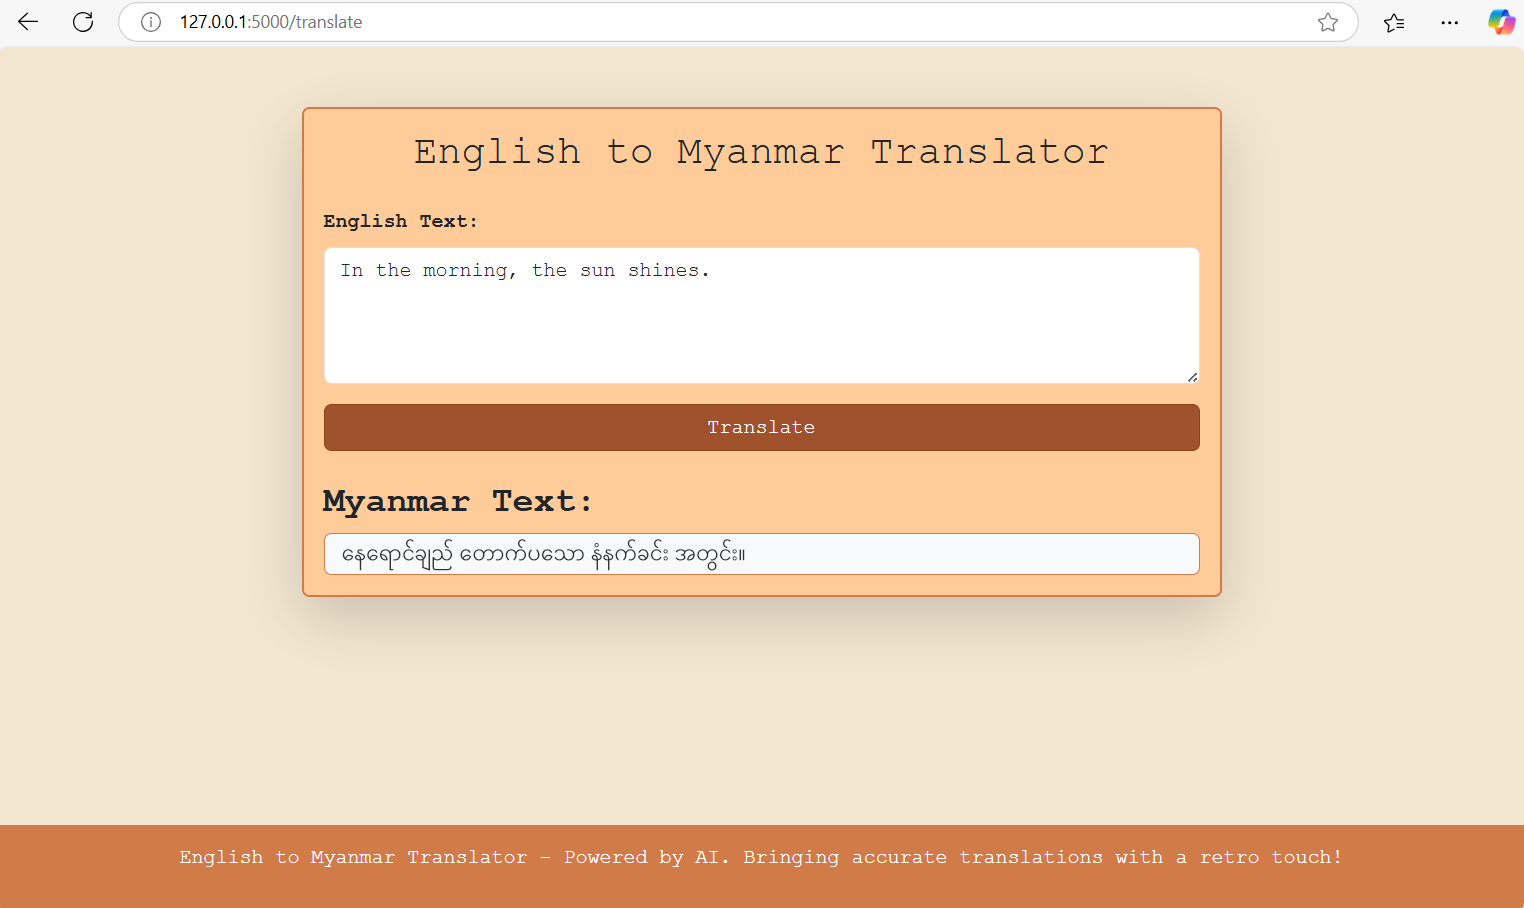 127.0.0.1:5000/translate
English to Myanmar Translator
English Text:
In the morning, the sun shines.
Translate
Myanmar Text:
နေရောင်ချည် တောက်ပသော နံနက်ခင်း အတွင်း။
English to Myanmar Translator - Powered by AI. Bringing accurate translations with a retro touch!